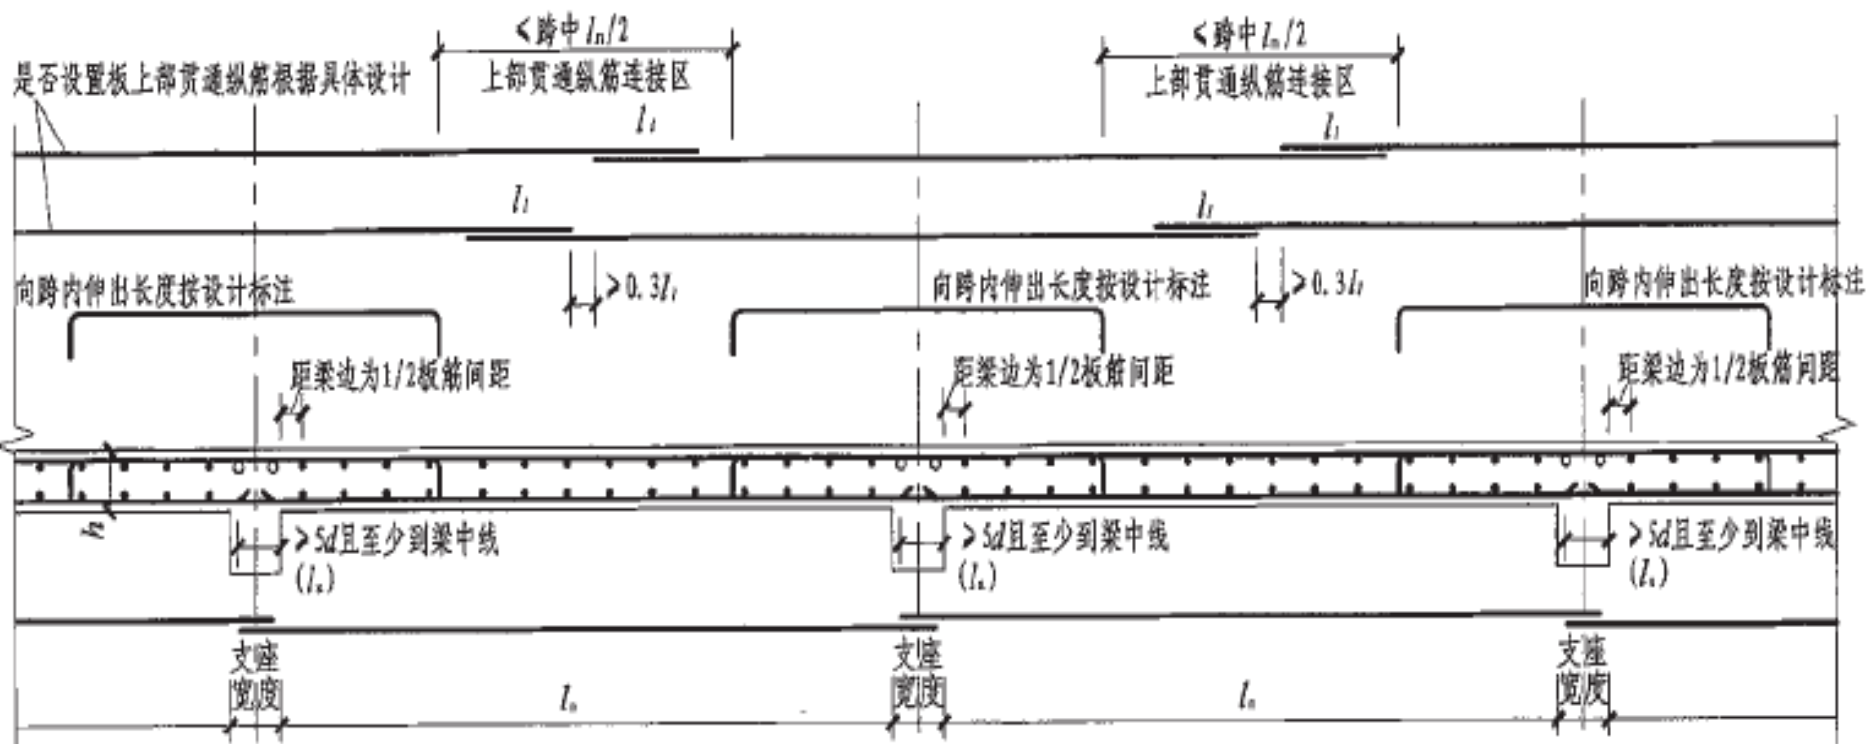 ≤跨中 lₙ/2
上部贯通纵筋连接区
≤跨中 lₙ/2
上部贯通纵筋连接区
是否设置板上部贯通纵筋根据具体设计
lₗ
lₗ
lₗ
lₗ
向跨内伸出长度按设计标注
≥0.3lₗ
向跨内伸出长度按设计标注
≥0.3lₗ
向跨内伸出长度按设计标注
距梁边为1/2板筋间距
距梁边为1/2板筋间距
距梁边为1/2板筋间距
h
≥5d且至少到梁中线
(lₐ)
≥5d且至少到梁中线
(lₐ)
≥5d且至少到梁中线
(lₐ)
支座
宽度
lₙ
支座
宽度
lₙ
支座
宽度